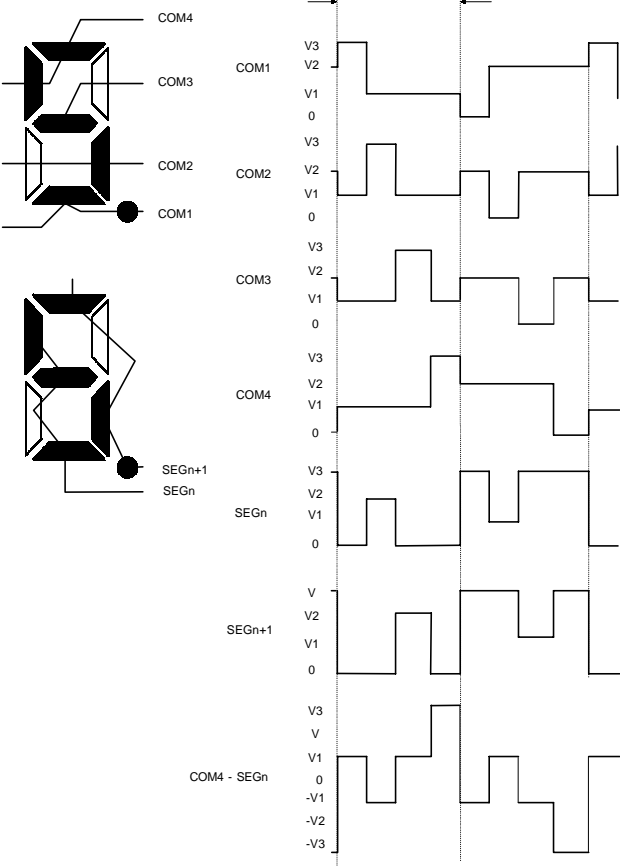 COM4
COM3
COM2
COM1
SEGn+1
SEGn
COM1
V3
V2
V1
0
COM2
V3
V2
V1
0
COM3
V3
V2
V1
0
COM4
V3
V2
V1
0
SEGn
V3
V2
V1
0
SEGn+1
V
V2
V1
0
COM4 - SEGn
V3
V
V1
0
-V1
-V2
-V3